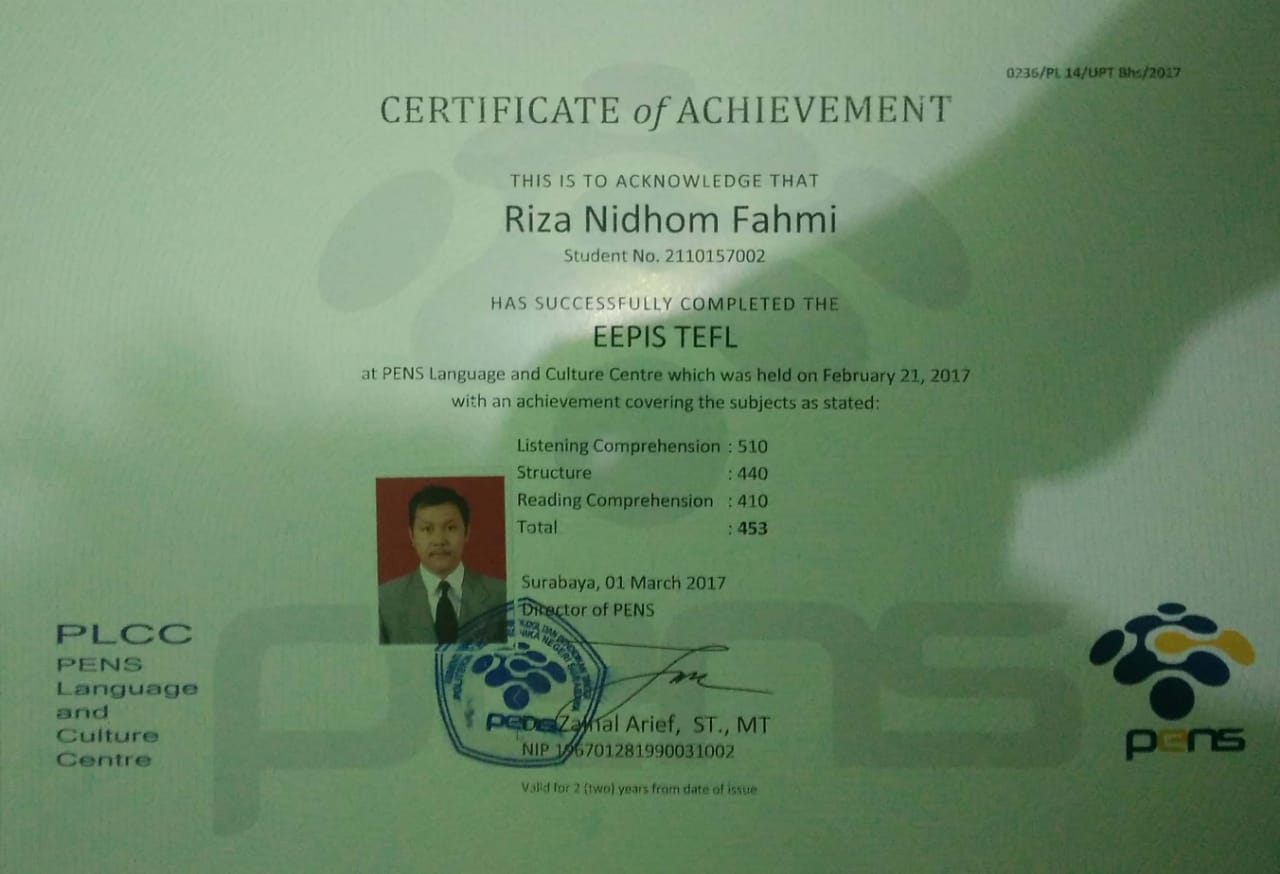 0236/PL 14/UPT Bhs/2017
CERTIFICATE of ACHIEVEMENT
THIS IS TO ACKNOWLEDGE THAT
Riza Nidhom Fahmi
Student No. 2110157002
HAS SUCCESSFULLY COMPLETED THE
EEPIS TEFL
at PENS Language and Culture Centre which was held on February 21, 2017
with an achievement covering the subjects as stated:
Listening Comprehension : 510
Structure : 440
Reading Comprehension : 410
Total : 453
Surabaya, 01 March 2017
Director of PENS
pens
Zainal Arief, ST., MT
NIP 196701281990031002
Valid for 2 (two) years from date of issue
PLCC
PENS
Language
and
Culture
Centre
pens
pens